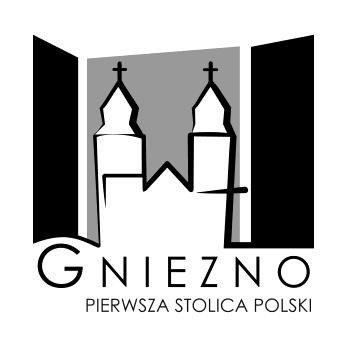 GNIEZNO
PIERWSZA STOLICA POLSKI